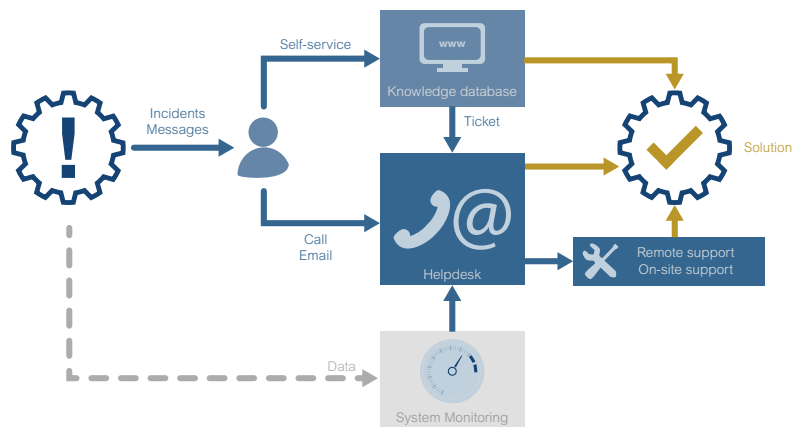 Self-service
www
Knowledge database
Incidents
Messages
Ticket
Solution
@
Call
Email
Helpdesk
Remote support
On-site support
Data
System Monitoring